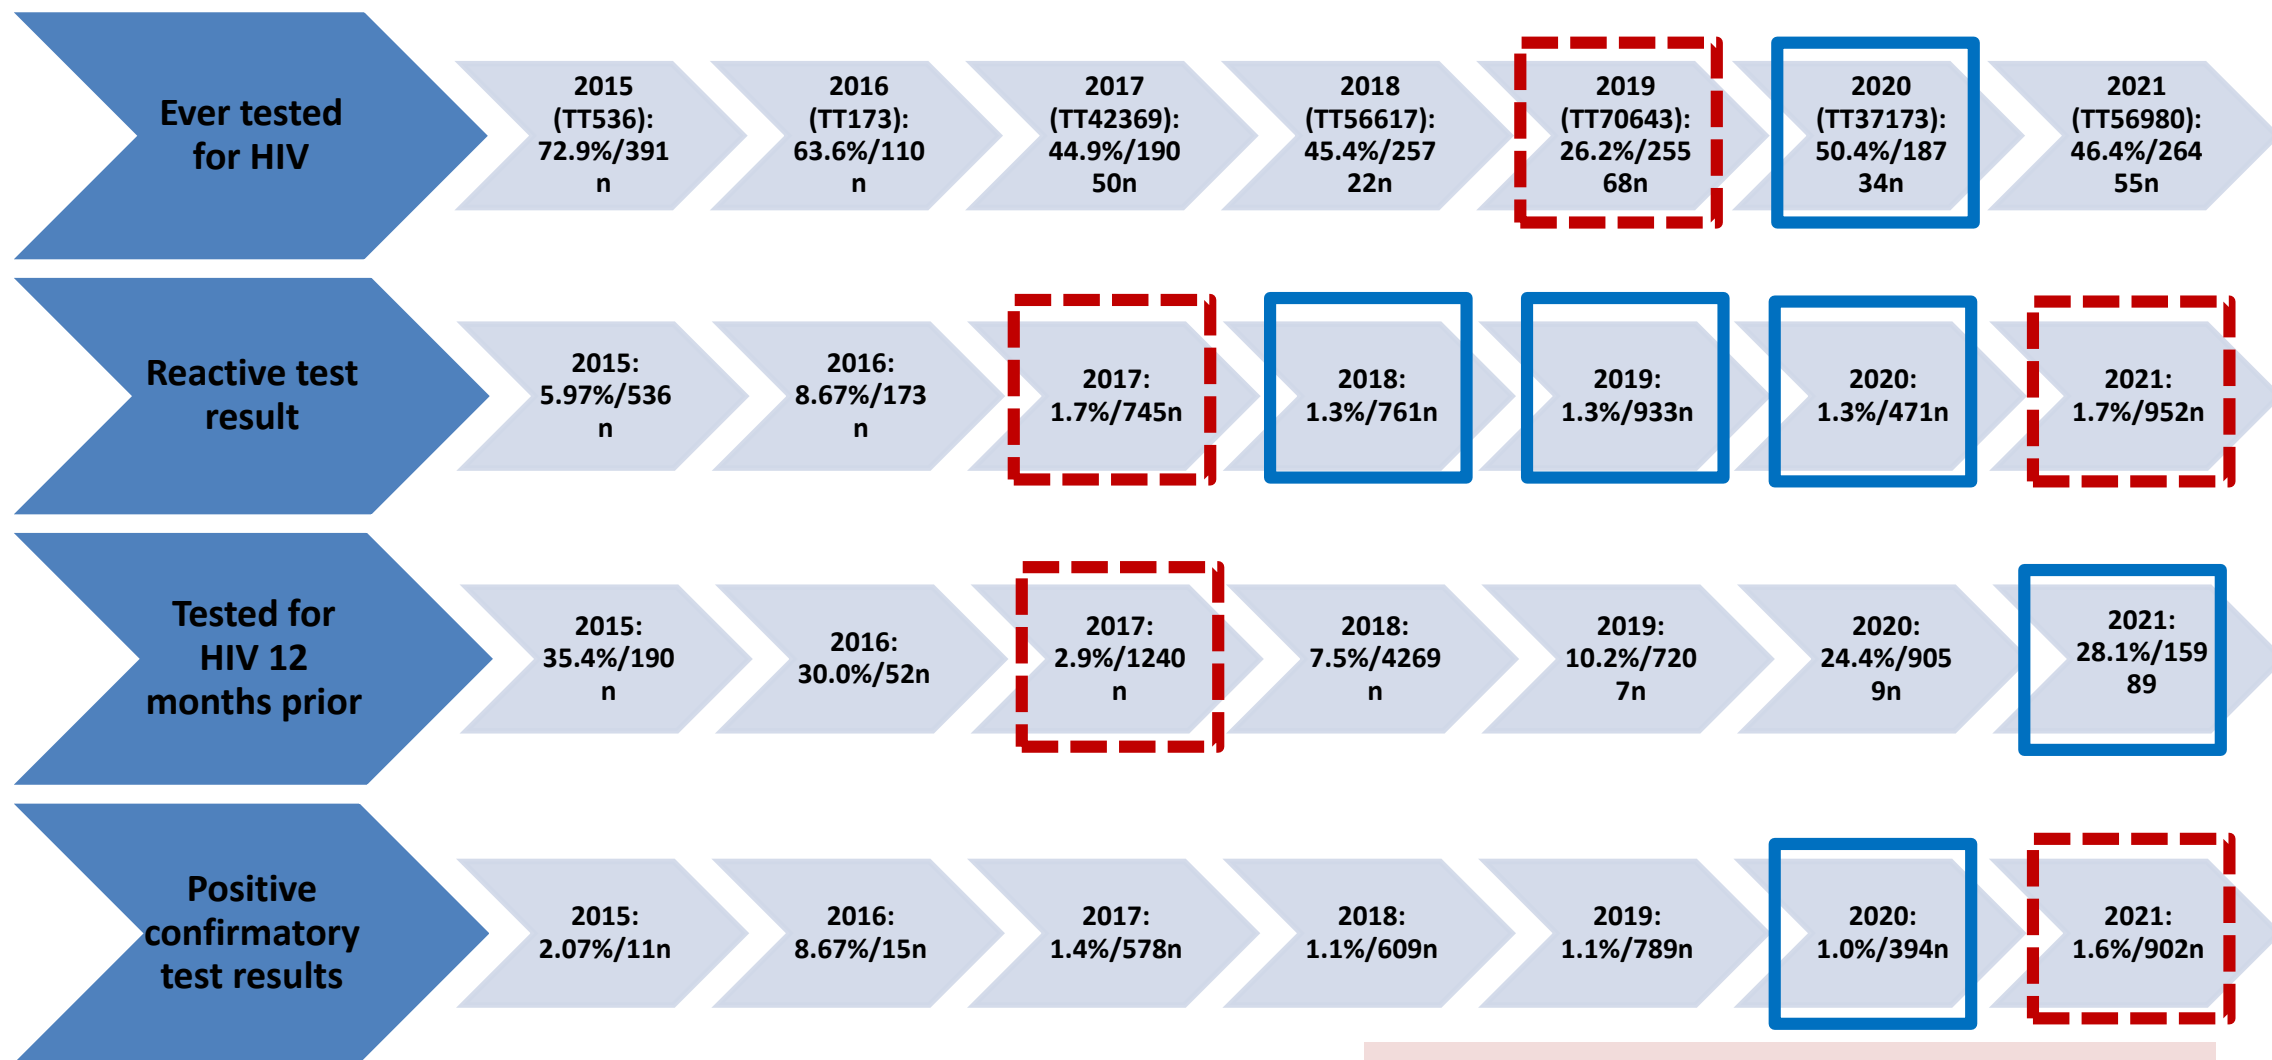 Ever tested
for HIV
2015
(TT536):
72.9%/391
n
2016
(TT173):
63.6%/110
n
2017
(TT42369):
44.9%/190
50n
2018
(TT56617):
45.4%/257
22n
2019
(TT70643):
26.2%/255
68n
2020
(TT37173):
50.4%/187
34n
2021
(TT56980):
46.4%/264
55n
Reactive test
result
2015:
5.97%/536
n
2016:
8.67%/173
n
2017:
1.7%/745n
2018:
1.3%/761n
2019:
1.3%/933n
2020:
1.3%/471n
2021:
1.7%/952n
Tested for
HIV 12
months prior
2015:
35.4%/190
n
2016:
30.0%/52n
2017:
2.9%/1240
n
2018:
7.5%/4269
n
2019:
10.2%/720
7n
2020:
24.4%/905
9n
2021:
28.1%/159
89
Positive
confirmatory
test results
2015:
2.07%/11n
2016:
8.67%/15n
2017:
1.4%/578n
2018:
1.1%/609n
2019:
1.1%/789n
2020:
1.0%/394n
2021:
1.6%/902n